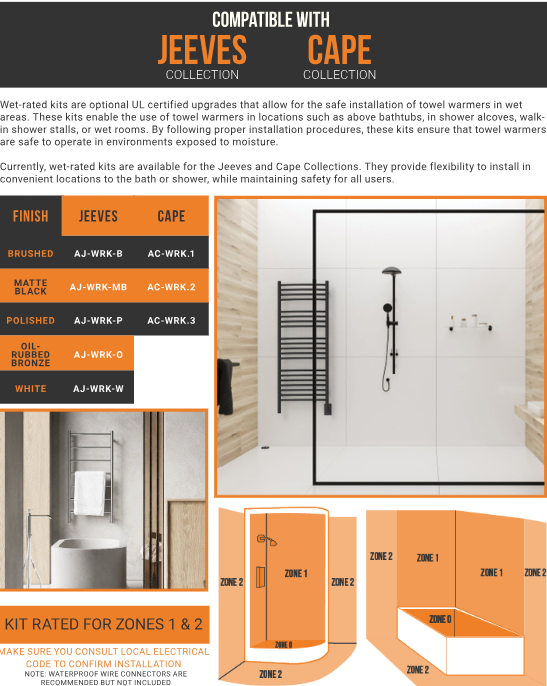 COMPATIBLE WITH
JEEVES
COLLECTION
CAPE
COLLECTION
Wet-rated kits are optional UL certified upgrades that allow for the safe installation of towel warmers in wet
areas. These kits enable the use of towel warmers in locations such as above bathtubs, in shower alcoves, walk-
in shower stalls, or wet rooms. By following proper installation procedures, these kits ensure that towel warmers
are safe to operate in environments exposed to moisture.
Currently, wet-rated kits are available for the Jeeves and Cape Collections. They provide flexibility to install in
convenient locations to the bath or shower, while maintaining safety for all users.
FINISH JEEVES CAPE
BRUSHED AJ-WRK-B AC-WRK.1
MATTE
BLACK AJ-WRK-MB AC-WRK.2
POLISHED AJ-WRK-P AC-WRK.3
OIL-
RUBBED
BRONZE AJ-WRK-O
WHITE AJ-WRK-W
ZONE 2
ZONE 1
ZONE 2
ZONE 0
ZONE 2
ZONE 2
ZONE 1
ZONE 1
ZONE 2
ZONE 0
ZONE 2
KIT RATED FOR ZONES 1 & 2
MAKE SURE YOU CONSULT LOCAL ELECTRICAL
CODE TO CONFIRM INSTALLATION
NOTE: WATERPROOF WIRE CONNECTORS ARE
RECOMMENDED BUT NOT INCLUDED